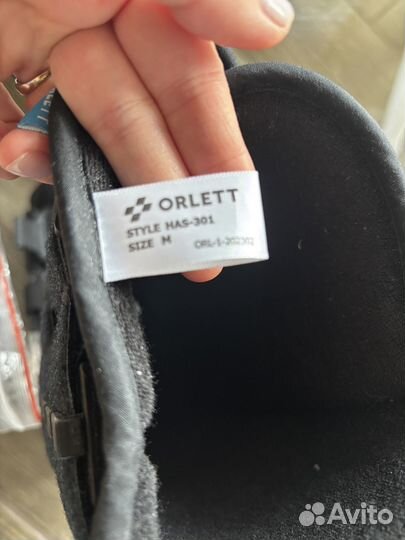 ORLETT
STYLE HAS-301
SIZE M ORL-1-202302
Avito